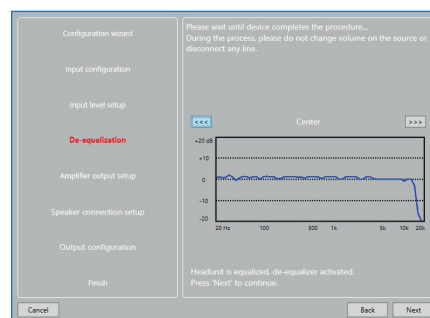 Configuration wizard
Input configuration
Input level setup
De-equalization
Amplifier output setup
Speaker connection setup
Output configuration
Finish
Please wait until device completes the procedure...
During the process, please do not change volume on the source or
disconnect any line.
<<< Center >>>
+20 dB
+10
0
-10
-20
20 Hz 100 500 1k 5k 10k 20k
Headunit is equalized, de-equalizer activated.
Press 'Next' to continue.
Cancel Back Next